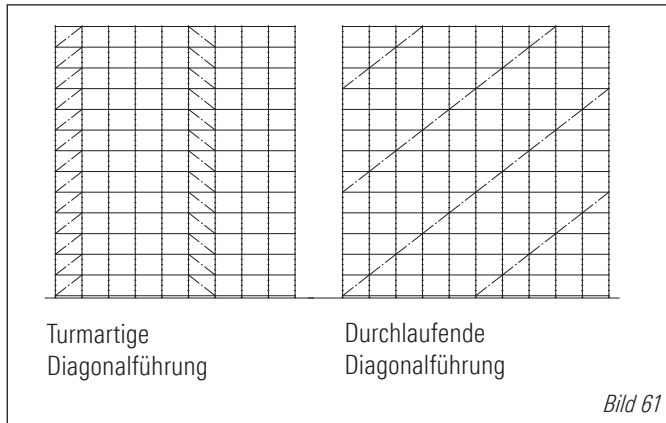 Turmartige
Diagonalführung
Durchlaufende
Diagonalführung
Bild 61